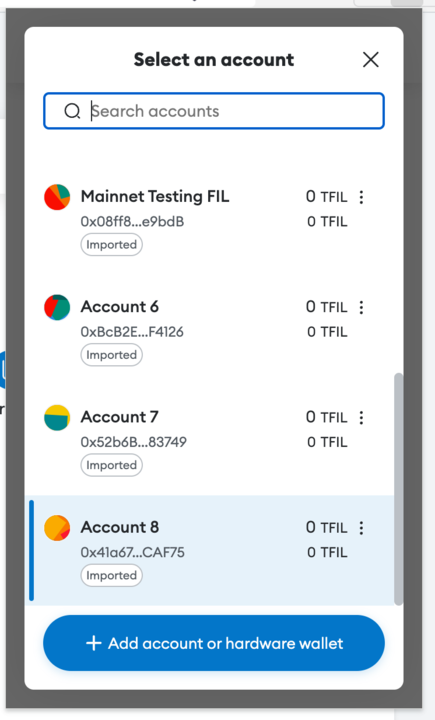 Select an account
Search accounts
Mainnet Testing FIL 0 TFIL
0x08ff8...e9bdB 0 TFIL
Imported
Account 6 0 TFIL
0xBcB2E...F4126 0 TFIL
Imported
Account 7 0 TFIL
0x52b6B...83749 0 TFIL
Imported
Account 8 0 TFIL
0x41a67...CAF75 0 TFIL
Imported
+ Add account or hardware wallet